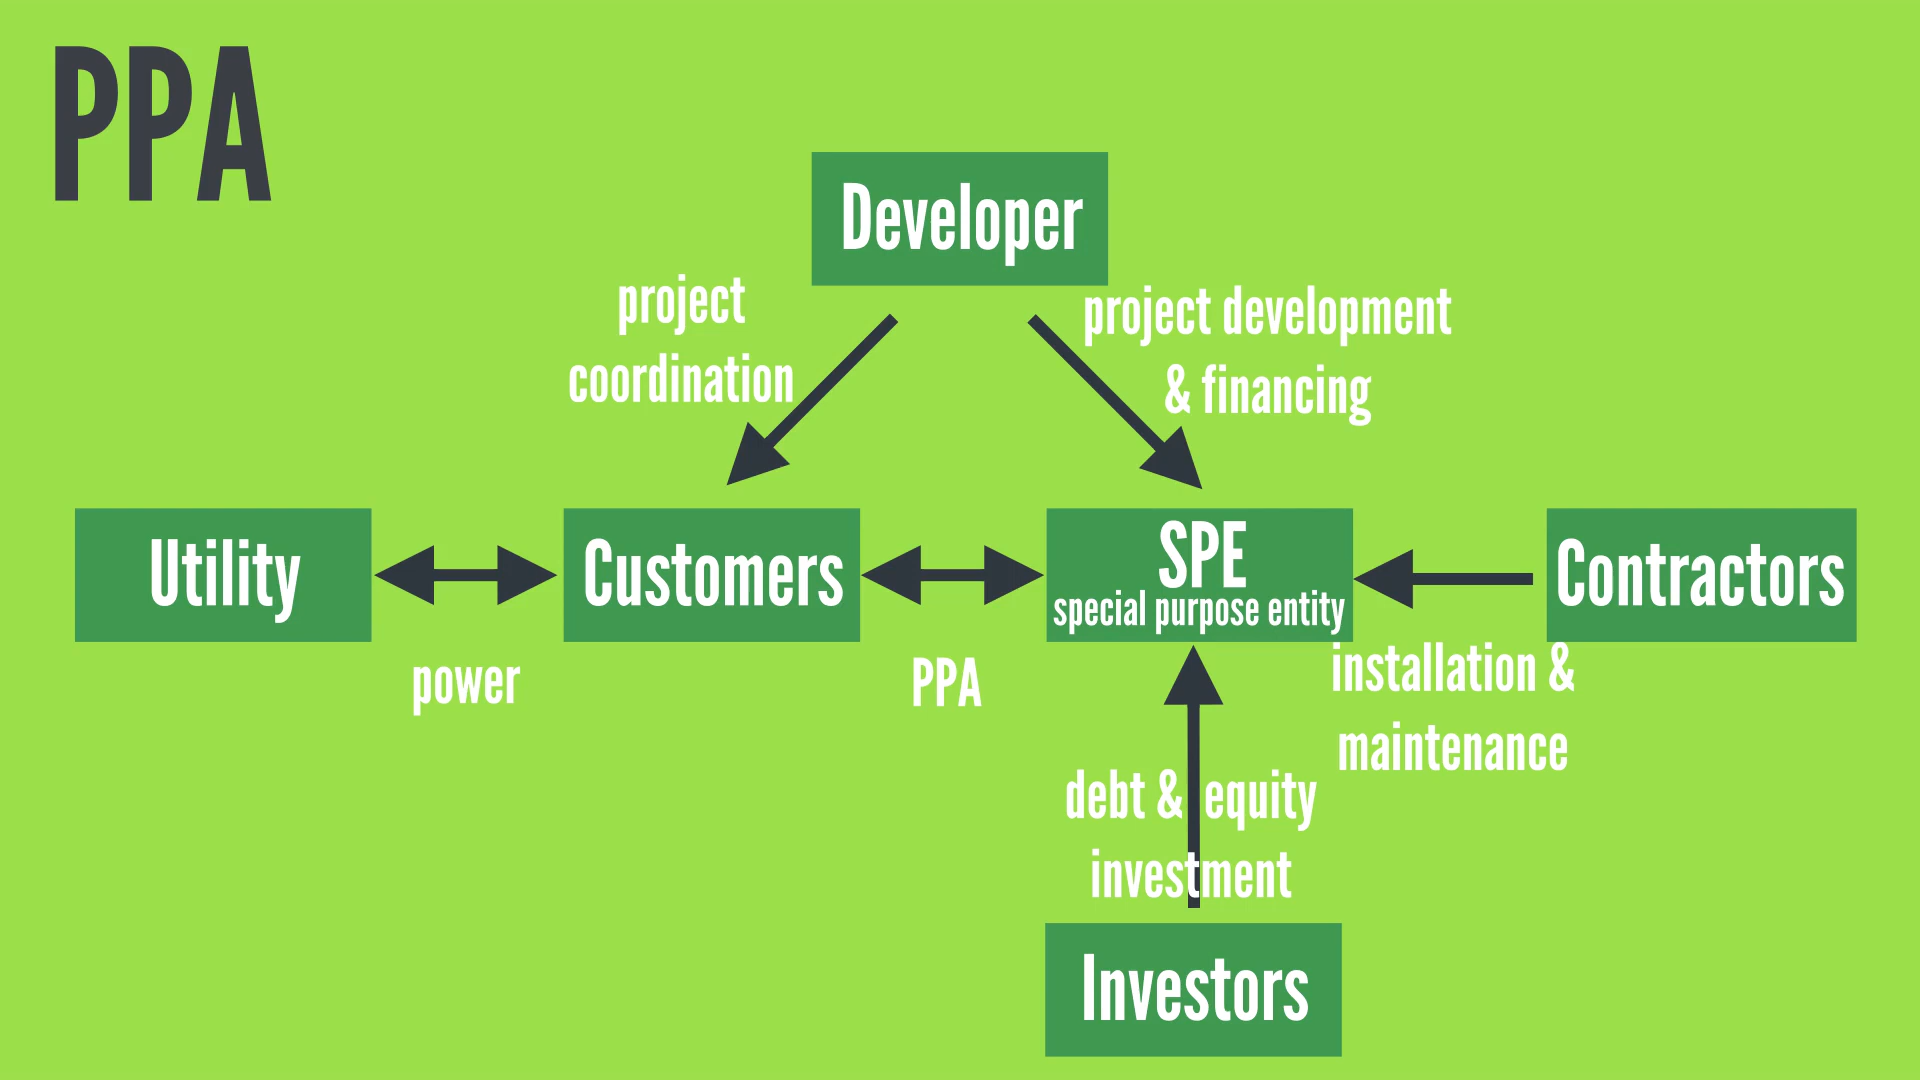 PPA
Developer
project
coordination
project development
& financing
Utility
Customers
SPE
special purpose entity
Contractors
power
PPA
installation &
maintenance
debt & equity
investment
Investors